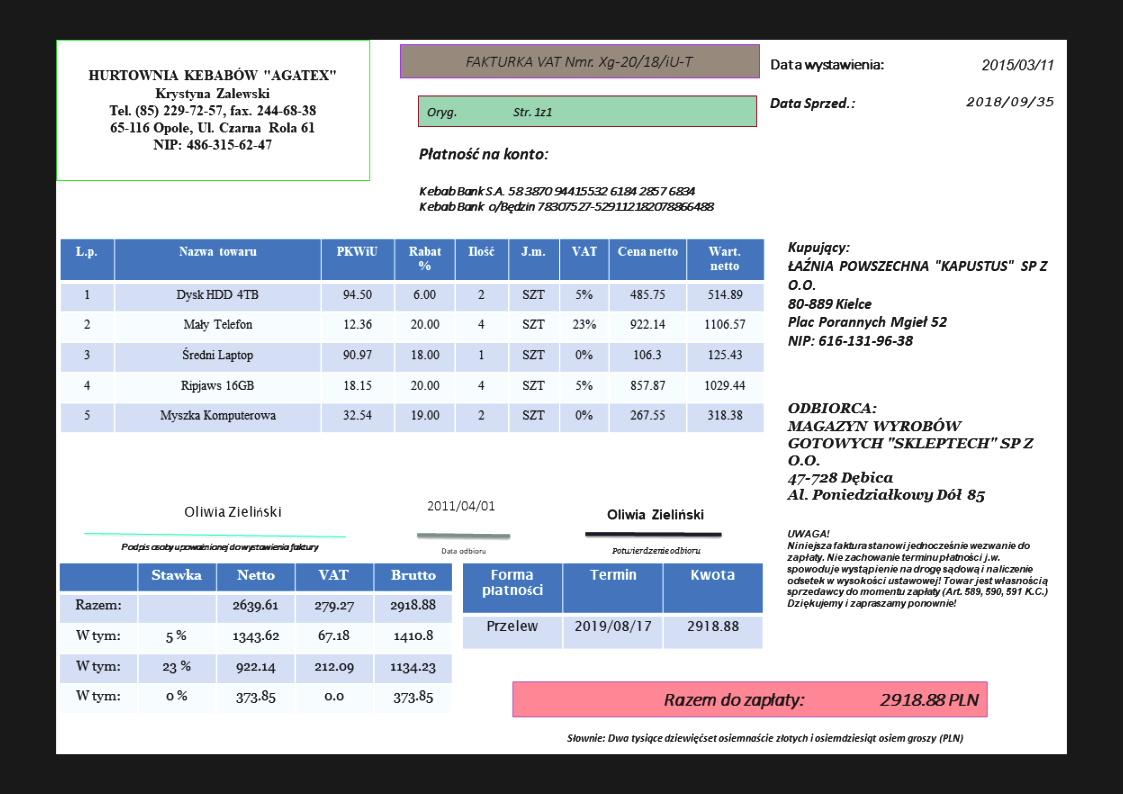 HURTOWNIA KEBABÓW "AGATEX"
Krystyna Zalewski
Tel. (85) 229-72-57, fax. 244-68-38
65-116 Opole, Ul. Czarna Rola 61
NIP: 486-315-62-47
FAKTURKA VAT Nmr. Xg-20/18/iU-T
Oryg. Str. 1z1
Data wystawienia: 2015/03/11
Data Sprzed.: 2018/09/35
Płatność na konto:
Kebab Bank S.A. 58 3870 94415532 6184 2857 6834
Kebab Bank o/Będzin 78307527-529112182078866488
L.p. Nazwa towaru PKWiU Rabat % Ilość J.m. VAT Cena netto Wart. netto
1 Dysk HDD 4TB 94.50 6.00 2 SZT 5% 485.75 514.89
2 Mały Telefon 12.36 20.00 4 SZT 23% 922.14 1106.57
3 Średni Laptop 90.97 18.00 1 SZT 0% 106.3 125.43
4 Ripjaws 16GB 18.15 20.00 4 SZT 5% 857.87 1029.44
5 Myszka Komputerowa 32.54 19.00 2 SZT 0% 267.55 318.38
Kupujący:
ŁAŹNIA POWSZECHNA "KAPUSTUS" SP Z
O.O.
80-889 Kielce
Plac Porannych Mgieł 52
NIP: 616-131-96-38
ODBIORCA:
MAGAZYN WYROBÓW
GOTOWYCH "SKLEPTECH" SP Z
O.O.
47-728 Dębica
Al. Poniedziałkowy Dół 85
Oliwia Zieliński
Podpis osoby upoważnionej do wystawienia faktury
2011/04/01
Data odbioru
Oliwia Zieliński
Potwierdzenie odbioru
UWAGA!
Niniejsza faktura stanowi jednocześnie wezwanie do
zapłaty. Nie zachowanie terminu płatności j.w.
spowoduje wystąpienie na drogę sądową i naliczenie
odsetek w wysokości ustawowej! Towar jest własnością
sprzedawcy do momentu zapłaty (Art. 589, 590, 591 K.C.)
Dziękujemy i zapraszamy ponownie!
Stawka Netto VAT Brutto
Razem: 2639.61 279.27 2918.88
W tym: 5 % 1343.62 67.18 1410.8
W tym: 23 % 922.14 212.09 1134.23
W tym: 0 % 373.85 0.0 373.85
Forma płatności Termin Kwota
Przelew 2019/08/17 2918.88
Razem do zapłaty: 2918.88 PLN
Słownie: Dwa tysiące dziewięćset osiemnaście złotych i osiemdziesiąt osiem groszy (PLN)